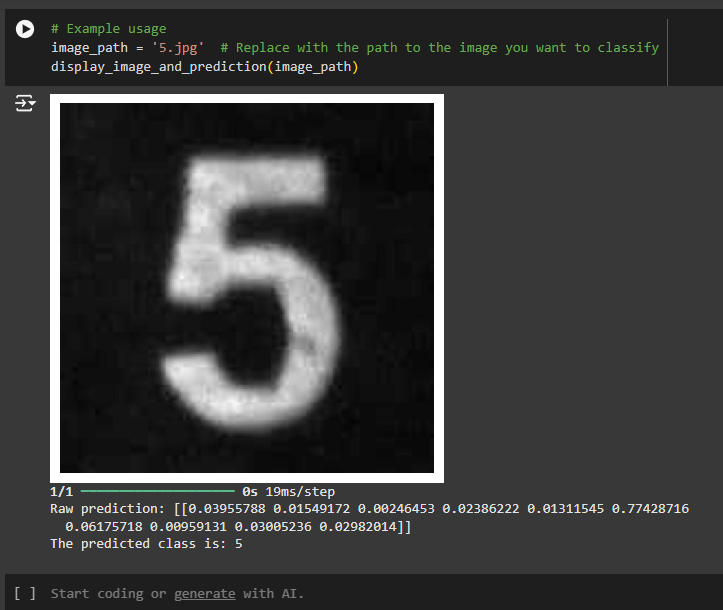 # Example usage
image_path = '5.jpg'  # Replace with the path to the image you want to classify
display_image_and_prediction(image_path)
5
1/1 ━━━━━━━━━━━━━━━━━━━━ 0s 19ms/step
Raw prediction: [[0.03955788 0.01549172 0.00246453 0.02386222 0.01311545 0.77428716
0.06175718 0.00959131 0.03005236 0.02982014]]
The predicted class is: 5
[ ] Start coding or generate with AI.